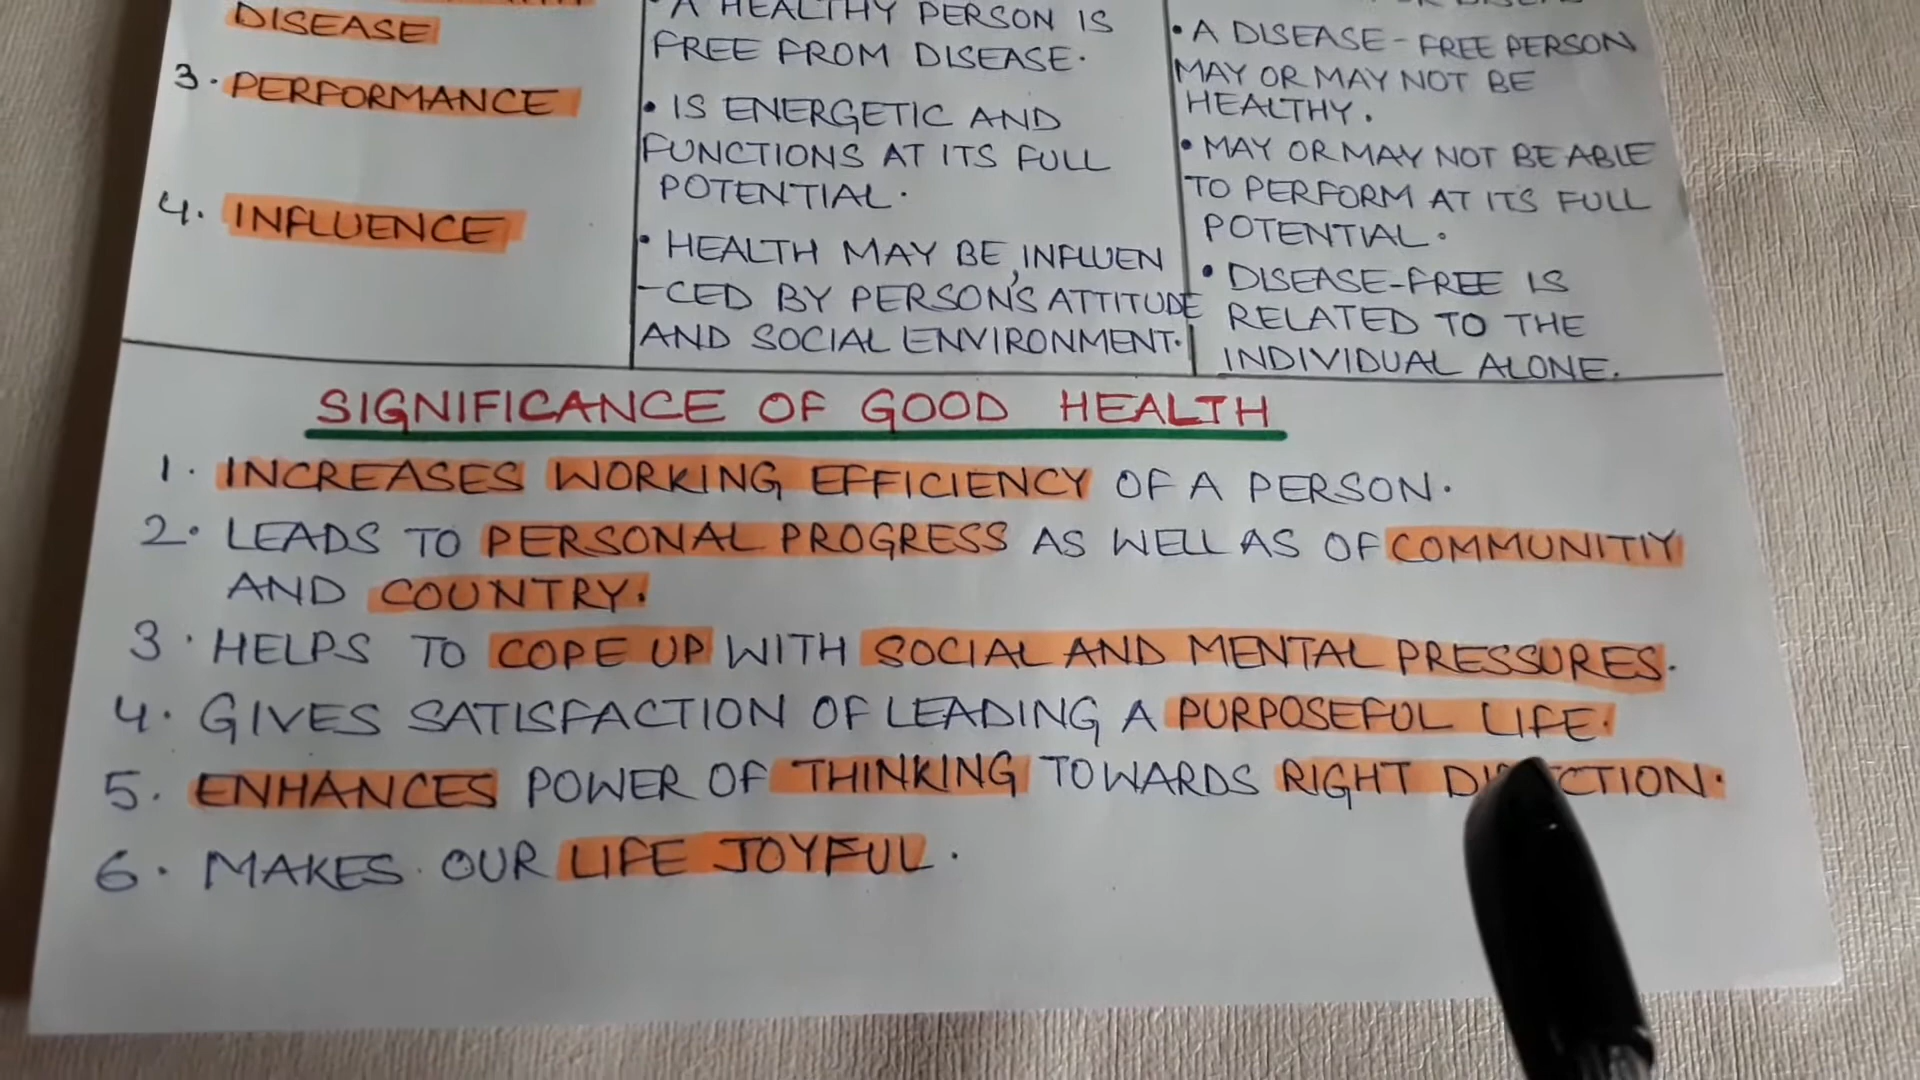 DISEASE
3. PERFORMANCE
4. INFLUENCE
• A HEALTHY PERSON IS
FREE FROM DISEASE.
• IS ENERGETIC AND
FUNCTIONS AT ITS FULL
POTENTIAL.
• HEALTH MAY BE INFLUEN
-CED BY PERSON'S ATTITUDE
AND SOCIAL ENVIRONMENT.
• A DISEASE-FREE PERSON
MAY OR MAY NOT BE
HEALTHY.
• MAY OR MAY NOT BE ABLE
TO PERFORM AT ITS FULL
POTENTIAL.
• DISEASE-FREE IS
RELATED TO THE
INDIVIDUAL ALONE.
SIGNIFICANCE OF GOOD HEALTH
1. INCREASES WORKING EFFICIENCY OF A PERSON.
2. LEADS TO PERSONAL PROGRESS AS WELL AS OF COMMUNITIY
AND COUNTRY.
3. HELPS TO COPE UP WITH SOCIAL AND MENTAL PRESSURES.
4. GIVES SATISFACTION OF LEADING A PURPOSEFUL LIFE.
5. ENHANCES POWER OF THINKING TOWARDS RIGHT DIRECTION.
6. MAKES OUR LIFE JOYFUL.